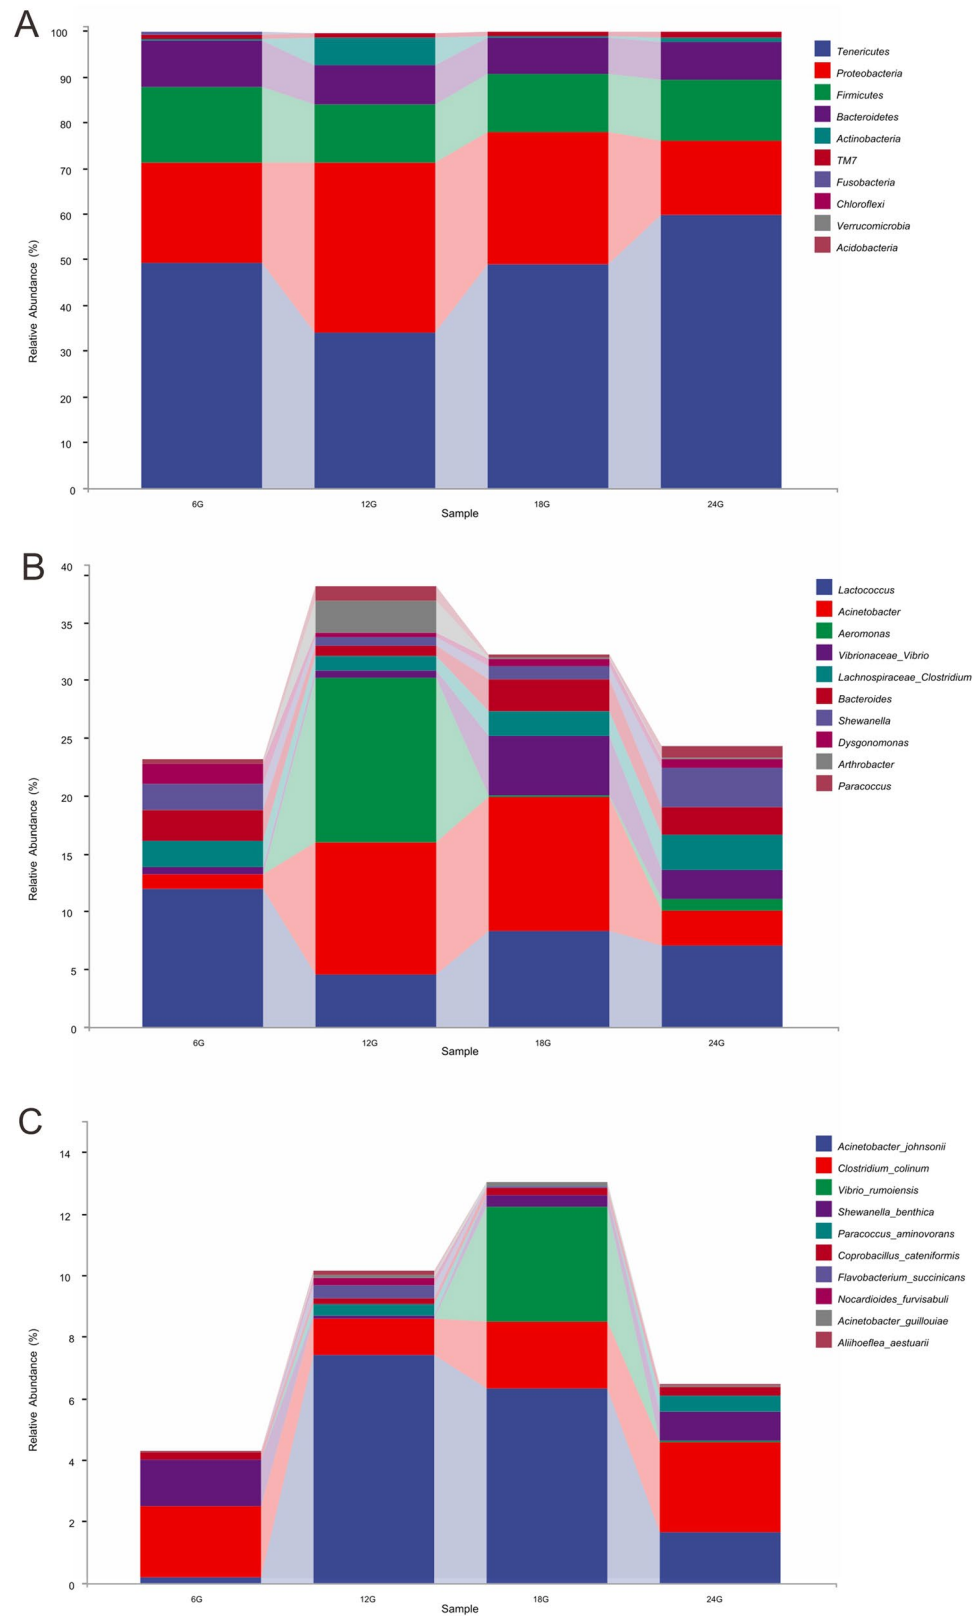 A
100
90
80
70
60
50
40
30
20
10
0
Relative Abundance (%)
6G
12G
18G
24G
Sample
Tenericutes
Proteobacteria
Firmicutes
Bacteroidetes
Actinobacteria
TM7
Fusobacteria
Chloroflexi
Verrucomicrobia
Acidobacteria
B
40
35
30
25
20
15
10
5
0
Relative Abundance (%)
6G
12G
18G
24G
Sample
Lactococcus
Acinetobacter
Aeromonas
Vibrionaceae_Vibrio
Lachnospiraceae_Clostridium
Bacteroides
Shewanella
Dysgonomonas
Arthrobacter
Paracoccus
C
14
12
10
8
6
4
2
0
Relative Abundance (%)
6G
12G
18G
24G
Sample
Acinetobacter_johnsonii
Clostridium_colinum
Vibrio_rumoiensis
Shewanella_benthica
Paracoccus_aminovorans
Coprobacillus_cateniformis
Flavobacterium_succinicans
Nocardioides_furvisabuli
Acinetobacter_guillouiae
Aliihoeflea_aestuarii